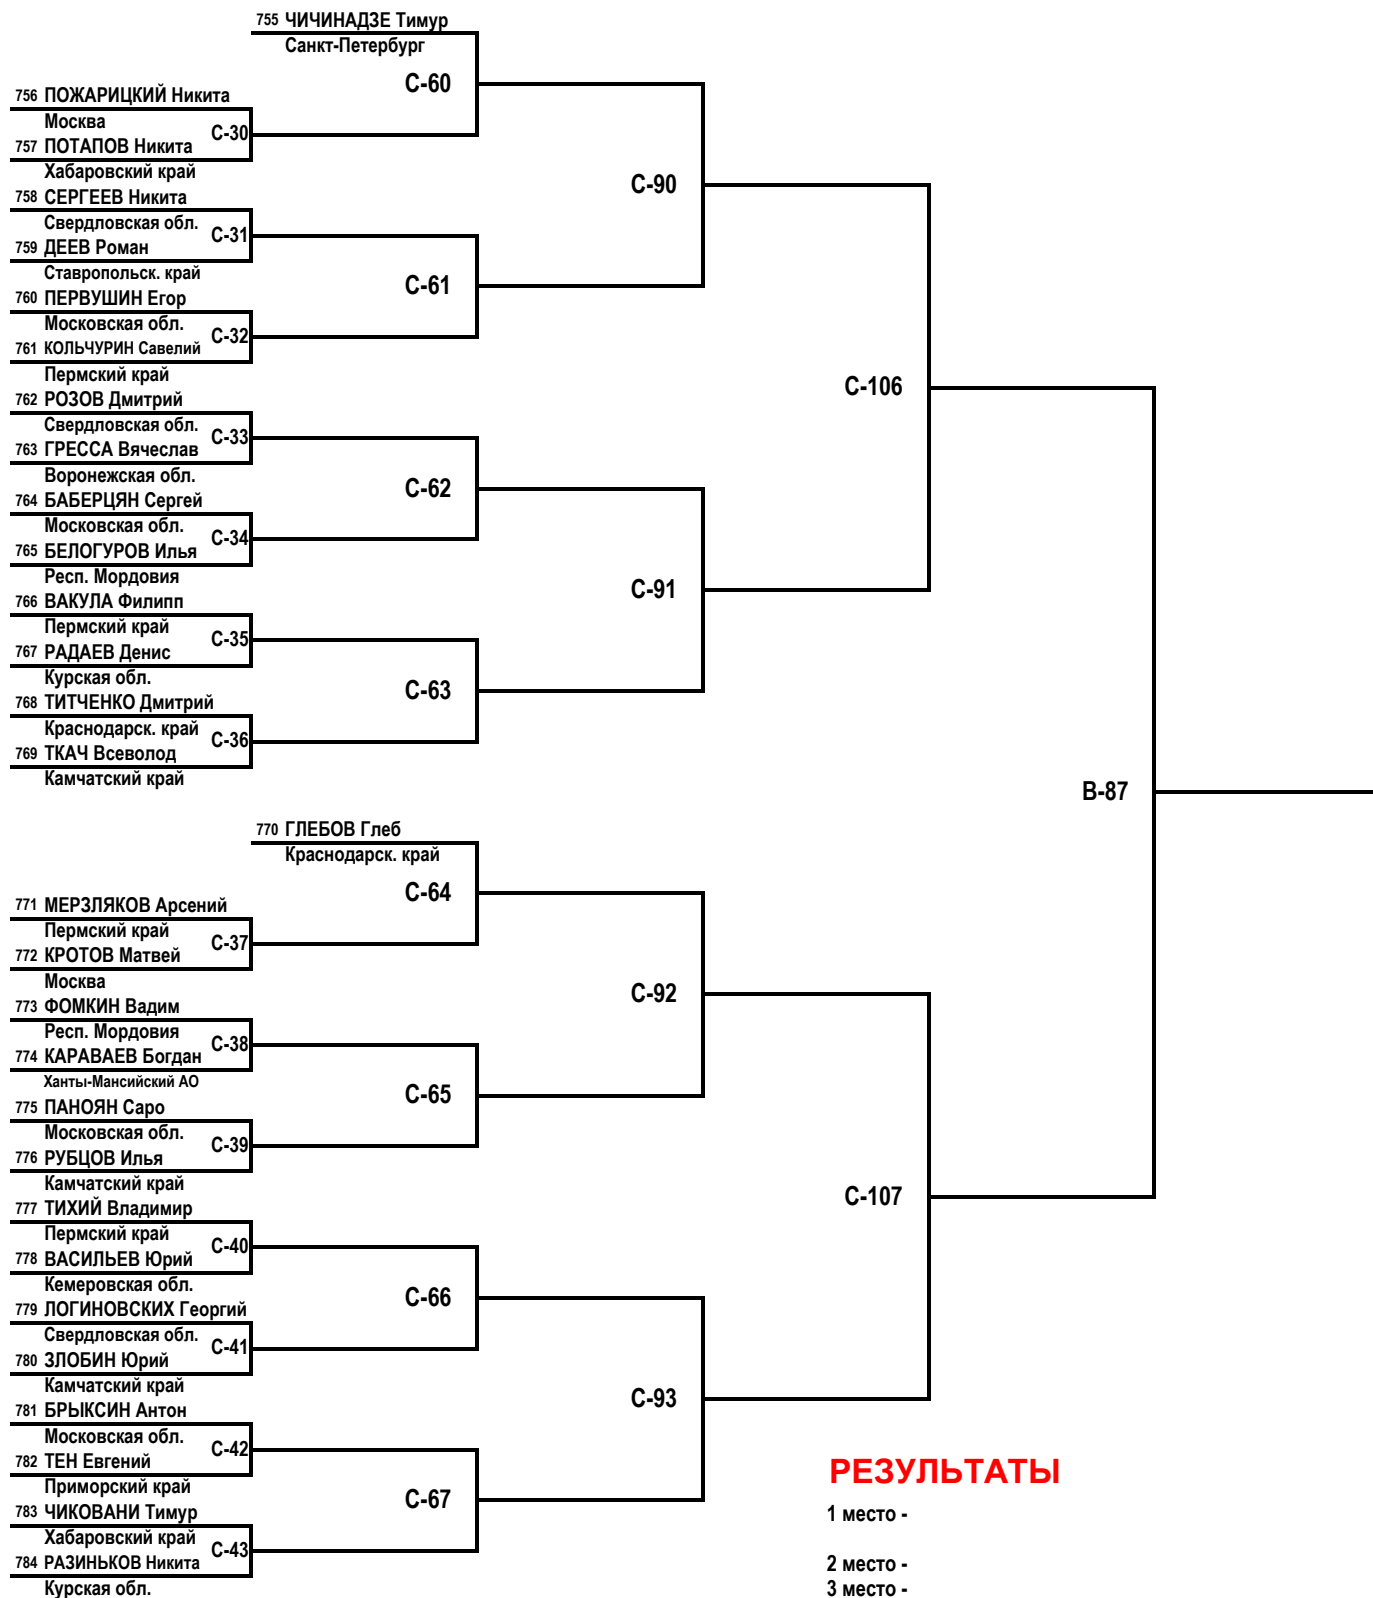 755 ЧИЧИНАДЗЕ Тимур
Санкт-Петербург
С-60
756 ПОЖАРИЦКИЙ Никита
Москва
С-30
757 ПОТАПОВ Никита
Хабаровский край
С-90
758 СЕРГЕЕВ Никита
Свердловская обл.
С-31
759 ДЕЕВ Роман
Ставропольск. край
С-61
760 ПЕРВУШИН Егор
Московская обл.
С-32
761 КОЛЬЧУРИН Савелий
Пермский край
С-106
762 РОЗОВ Дмитрий
Свердловская обл.
С-33
763 ГРЕССА Вячеслав
Воронежская обл.
С-62
764 БАБЕРЦЯН Сергей
Московская обл.
С-34
765 БЕЛОГУРОВ Илья
Респ. Мордовия
С-91
766 ВАКУЛА Филипп
Пермский край
С-35
767 РАДАЕВ Денис
Курская обл.
С-63
768 ТИТЧЕНКО Дмитрий
Краснодарск. край
С-36
769 ТКАЧ Всеволод
Камчатский край
В-87
770 ГЛЕБОВ Глеб
Краснодарск. край
С-64
771 МЕРЗЛЯКОВ Арсений
Пермский край
С-37
772 КРОТОВ Матвей
Москва
С-92
773 ФОМКИН Вадим
Респ. Мордовия
С-38
774 КАРАВАЕВ Богдан
Ханты-Мансийский АО
С-65
775 ПАНОЯН Саро
Московская обл.
С-39
776 РУБЦОВ Илья
Камчатский край
С-107
777 ТИХИЙ Владимир
Пермский край
С-40
778 ВАСИЛЬЕВ Юрий
Кемеровская обл.
С-66
779 ЛОГИНОВСКИХ Георгий
Свердловская обл.
С-41
780 ЗЛОБИН Юрий
Камчатский край
С-93
781 БРЫКСИН Антон
Московская обл.
С-42
782 ТЕН Евгений
Приморский край
С-67
783 ЧИКОВАНИ Тимур
Хабаровский край
С-43
784 РАЗИНЬКОВ Никита
Курская обл.
РЕЗУЛЬТАТЫ
1 место -
2 место -
3 место -